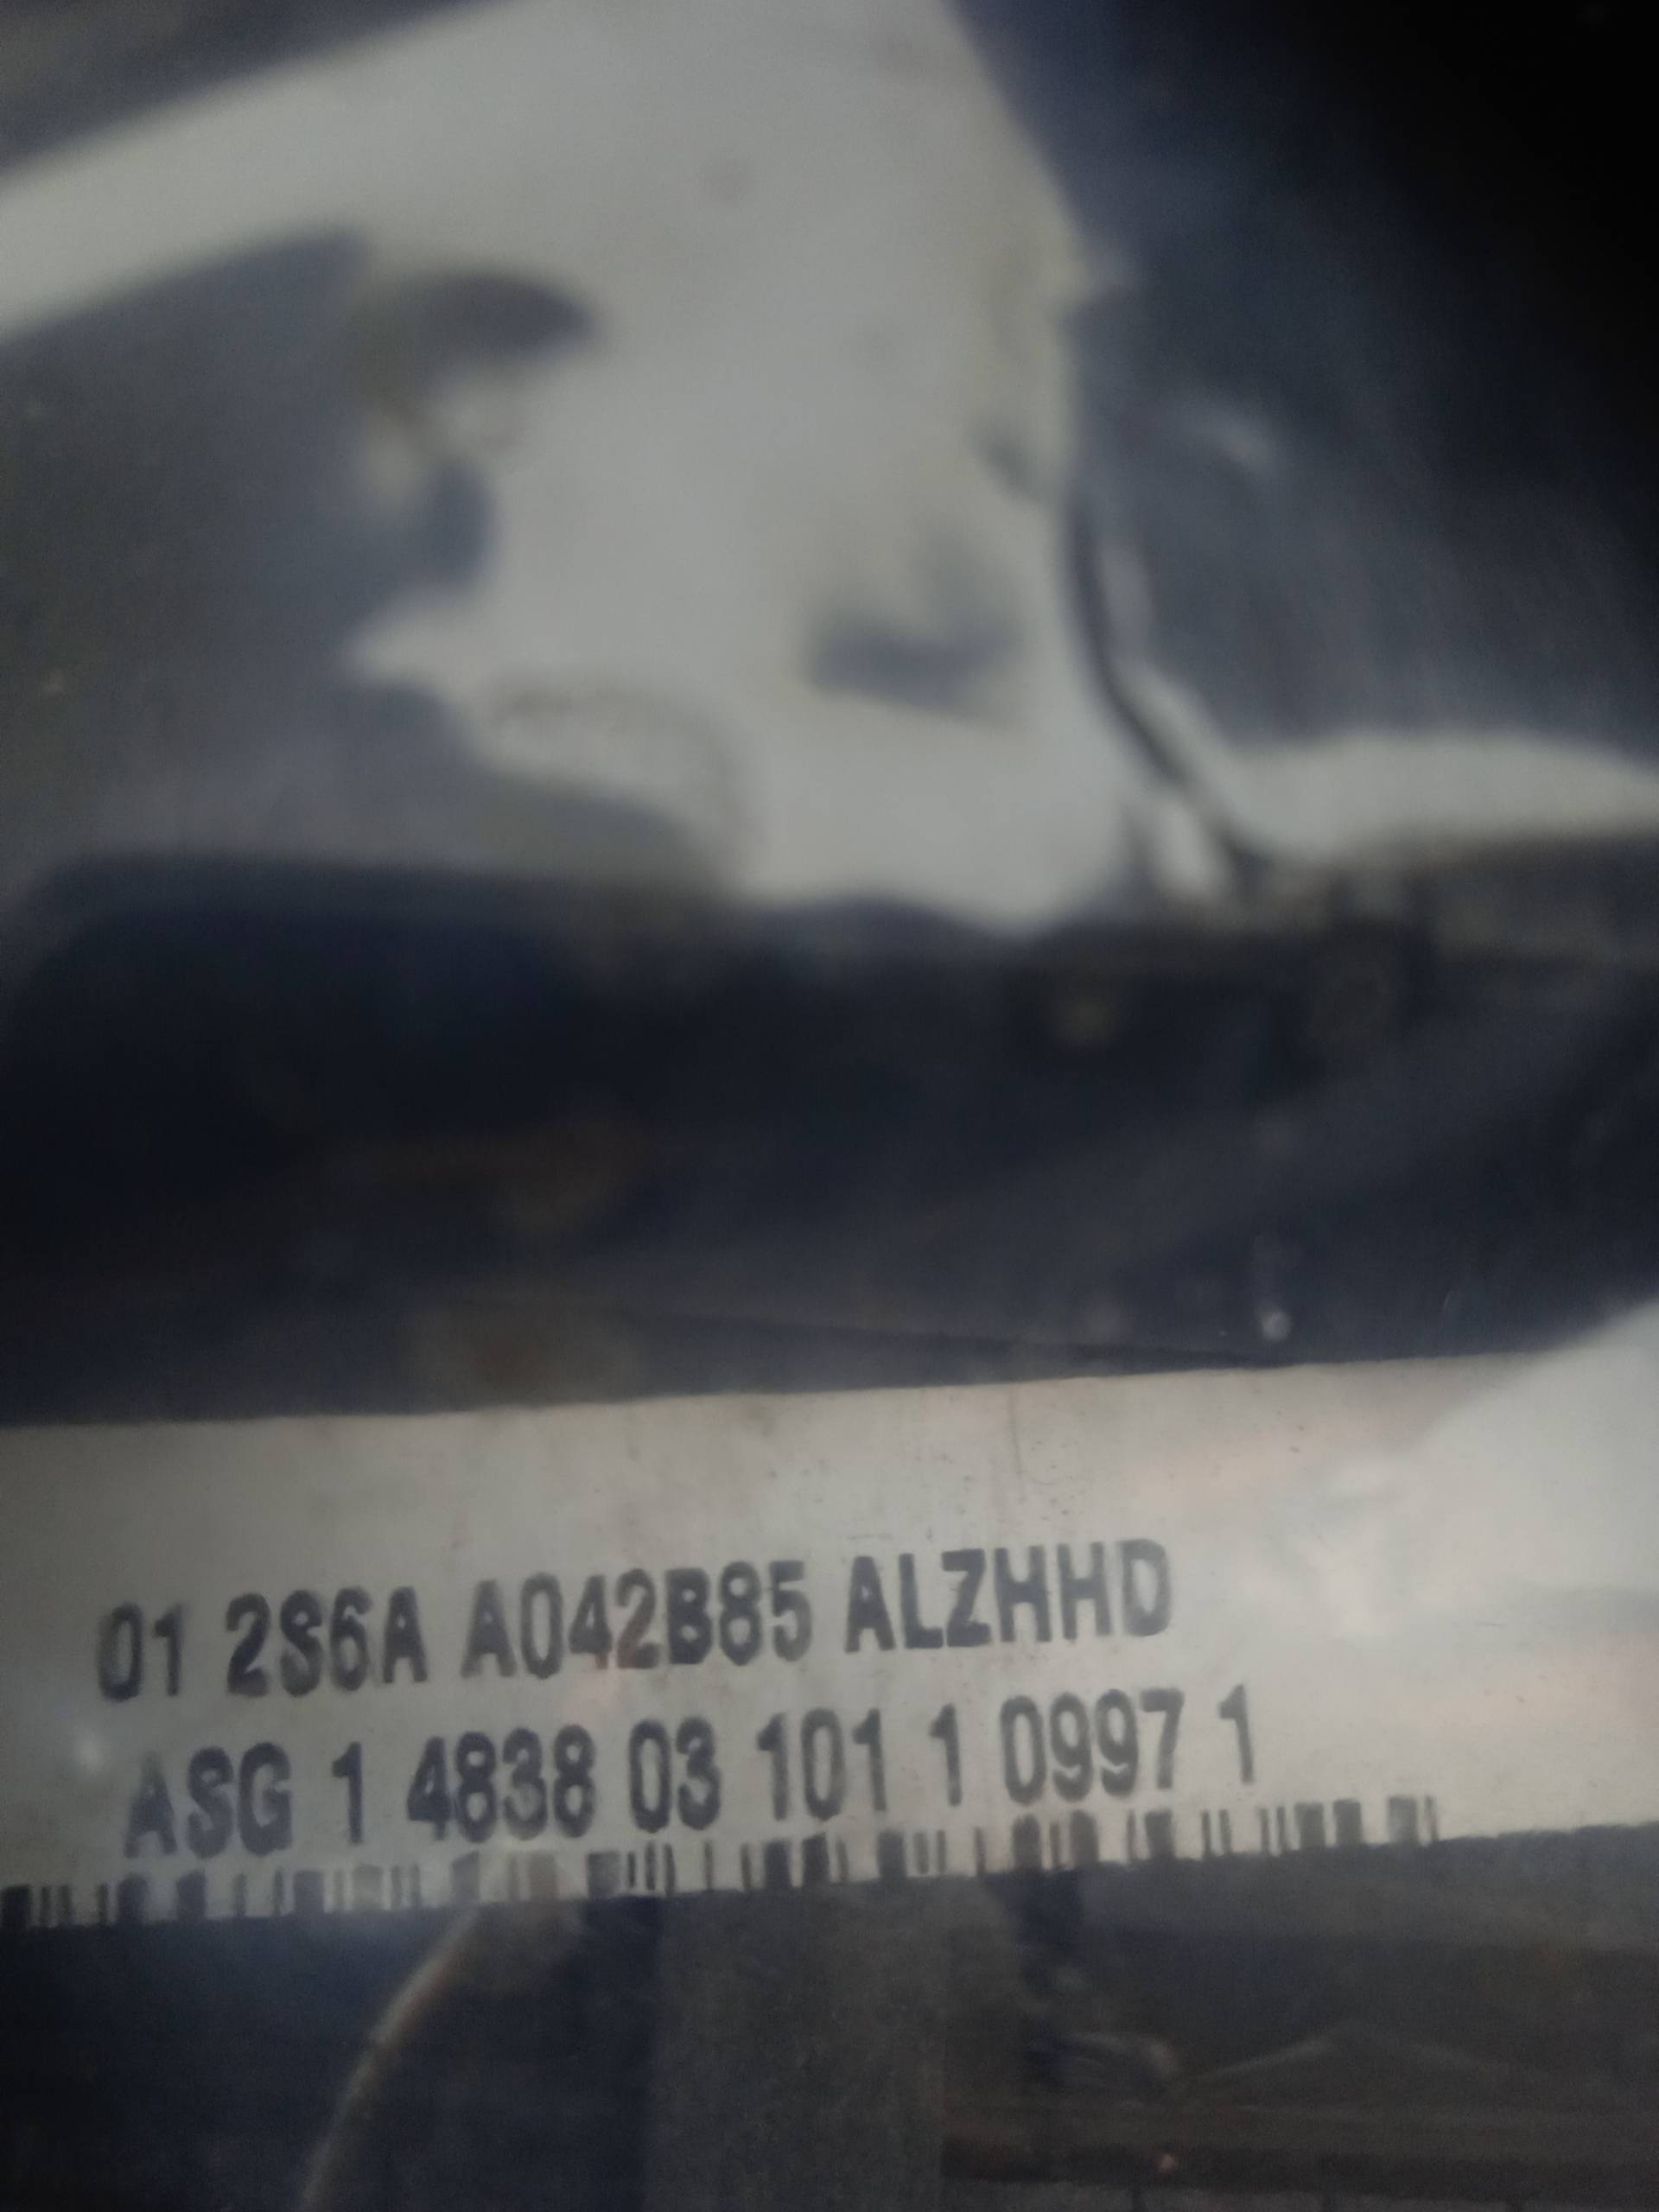 01 2S6A A042B85 ALZHHD
ASG 1 4838 03 101 1 0997 1